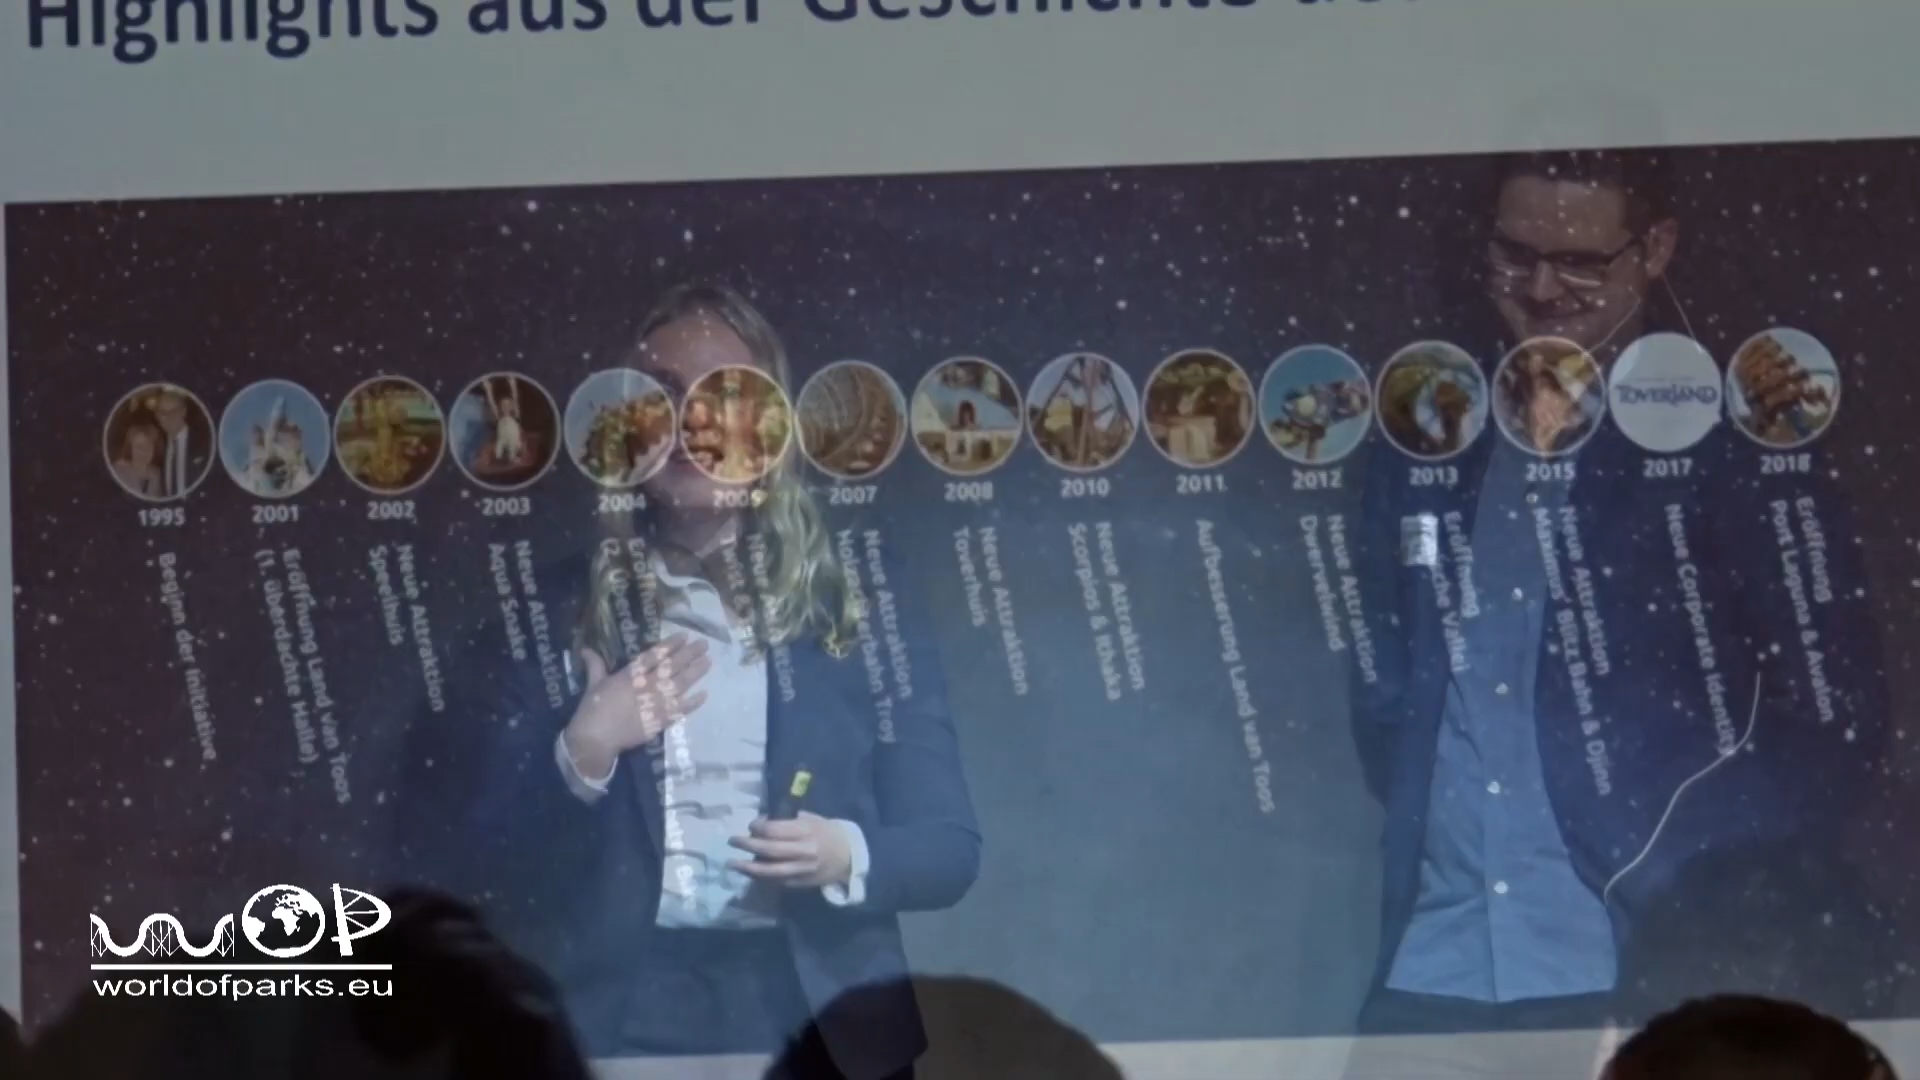 Highlights aus der Geschichte
TOVERLAND
1995
Beginn der Initiative
2001
Eröffnung Land van Toos
(1. überdachte Halle)
2002
Neue Attraktion
Speelhuis
2003
Neue Attraktion
Aqua Snake
2004
2006
2007
Neue Attraktion
Holzachterbahn Troy
2008
Neue Attraktion
Toverhuis
2010
Neue Attraktion
Scorpios & Ithaka
2011
Aufbesserung Land van Toos
2012
Neue Attraktion
Dwervelwind
2013
Eröffnung
2015
Neue Attraktion
Maximus' Blitz Bahn & Djinn
2017
Neue Corporate Identity
2018
Eröffnung
Port Laguna & Avalon
WOP
worldofparks.eu